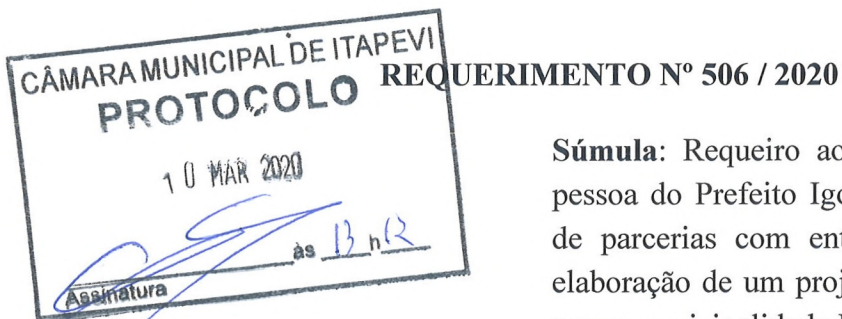 CÂMARA MUNICIPAL DE ITAPEVI
PROTOCOLO
10 MAR 2020
às 13 h 12
Assinatura
REQUERIMENTO Nº 506 / 2020
Súmula: Requeiro ao
pessoa do Prefeito Igo
de parcerias com ent
elaboração de um proj